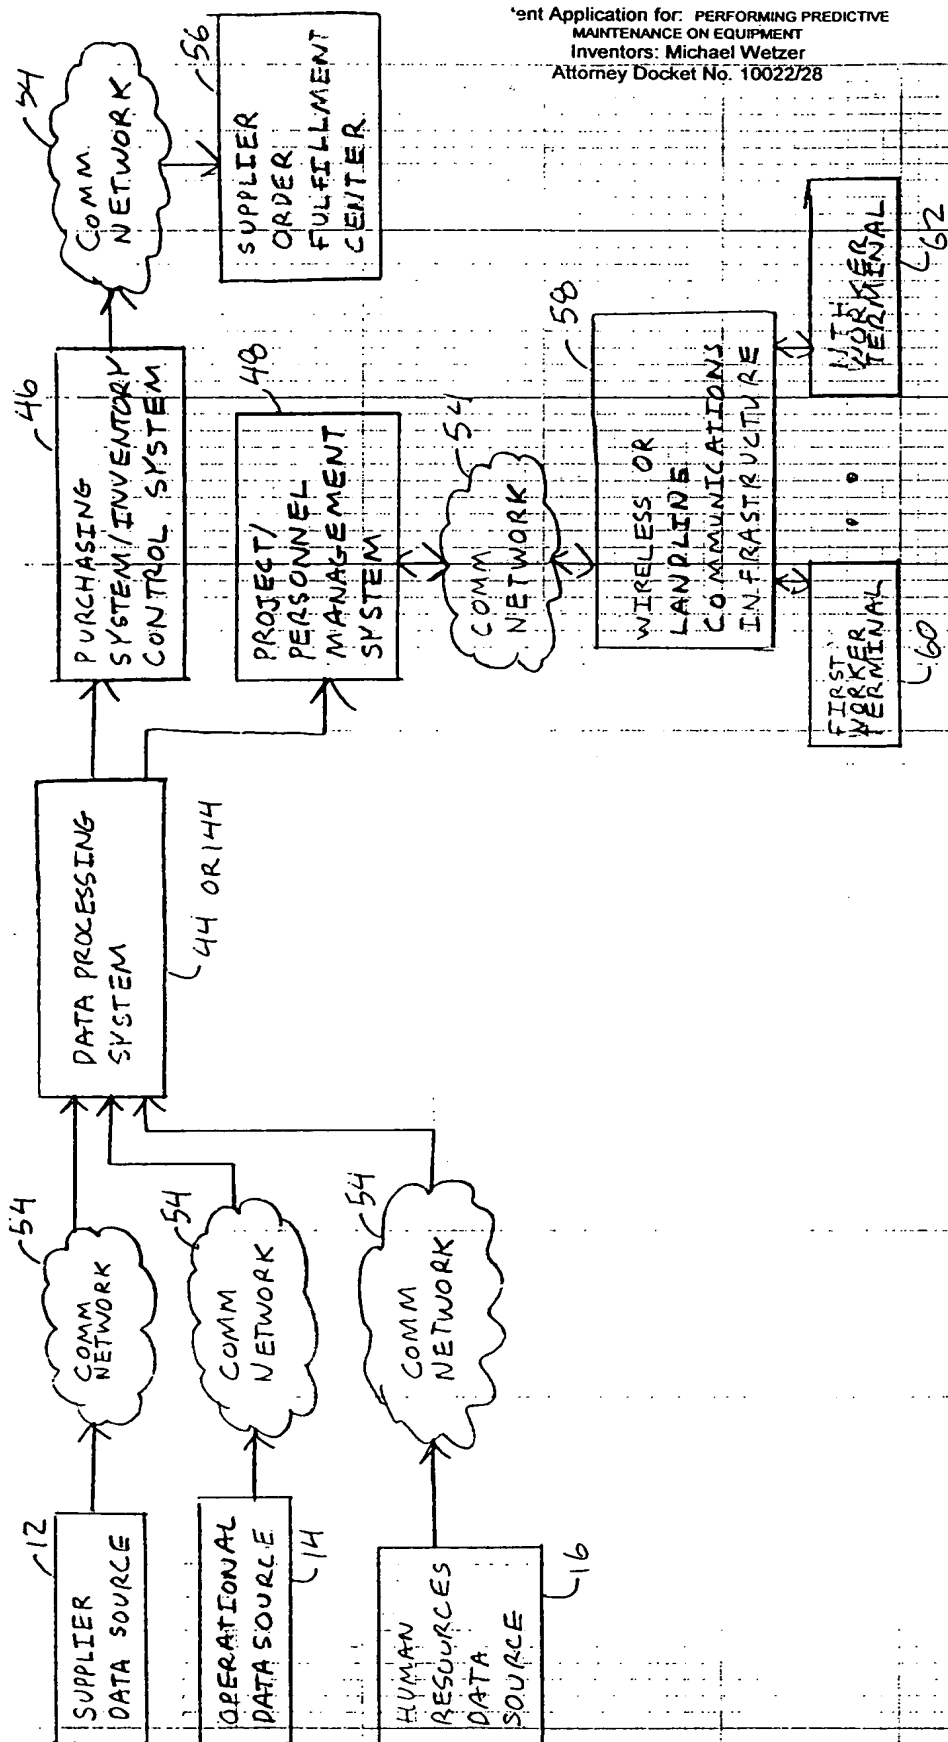 'ent Application for: PERFORMING PREDICTIVE
MAINTENANCE ON EQUIPMENT
Inventors: Michael Wetzer
Attorney Docket No. 10022/28
12
SUPPLIER
DATA SOURCE
54
COMM
NETWORK
14
OPERATIONAL
DATA SOURCE
54
COMM
NETWORK
16
HUMAN
RESOURCES
DATA
SOURCE
54
COMM
NETWORK
DATA PROCESSING
SYSTEM
44 OR 144
46
PURCHASING
SYSTEM/INVENTORY
CONTROL SYSTEM
54
COMM
NETWORK
56
SUPPLIER
ORDER
FULFILLMENT
CENTER
48
PROJECT/
PERSONNEL
MANAGEMENT
SYSTEM
54
COMM
NETWORK
58
WIRELESS OR
LANDLINE
COMMUNICATIONS
INFRASTRUCTURE
FIRST
WORKER
TERMINAL
60
. . .
NTH
WORKER
TERMINAL
62